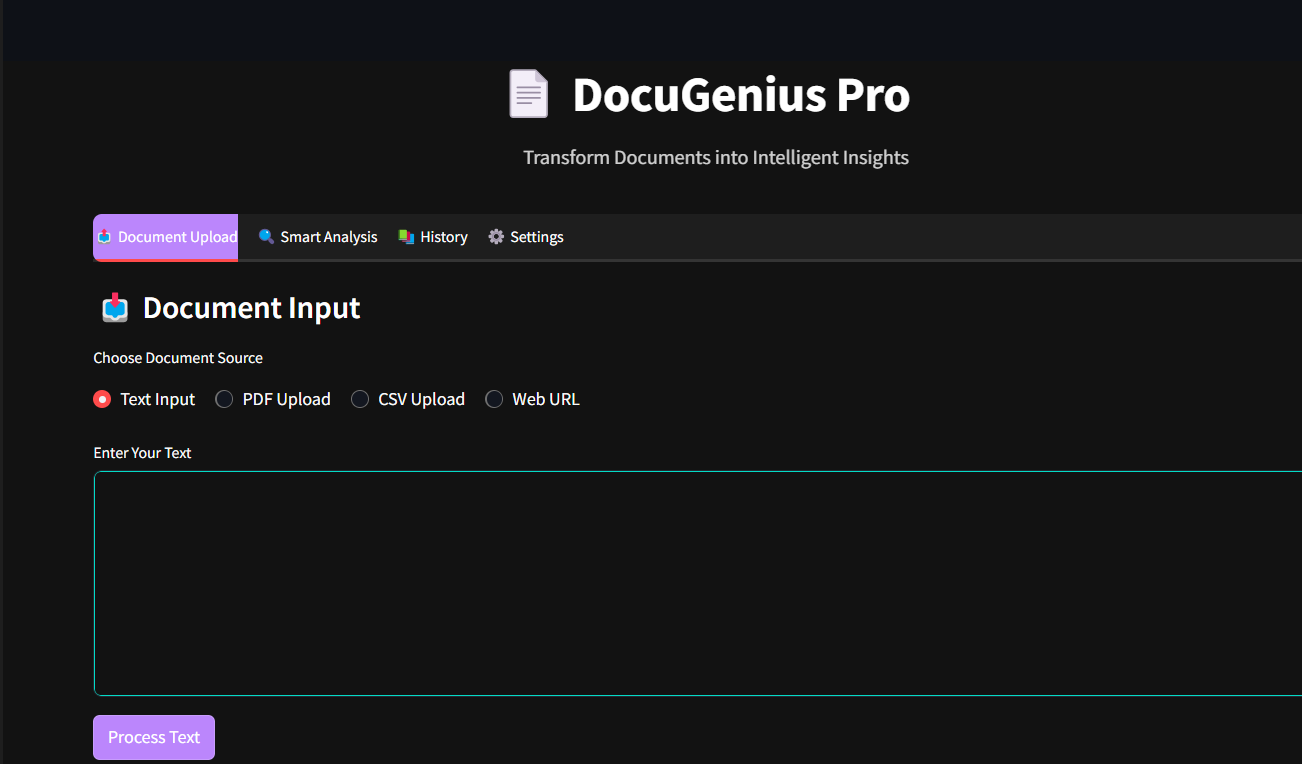 DocuGenius Pro
Transform Documents into Intelligent Insights
Document Upload Smart Analysis History Settings
Document Input
Choose Document Source
Text Input PDF Upload CSV Upload Web URL
Enter Your Text
Process Text